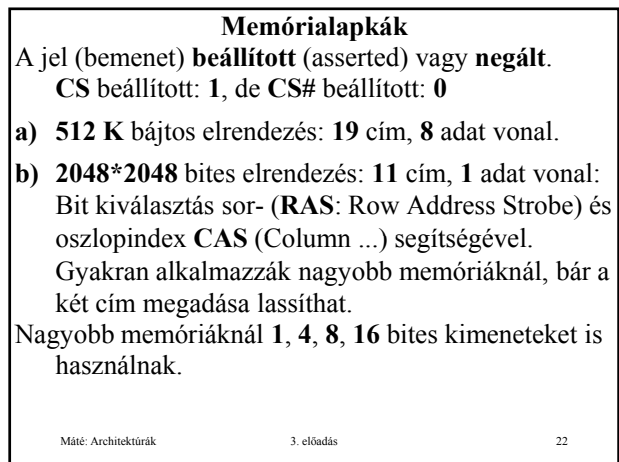 Memórialapkák
A jel (bemenet) beállított (asserted) vagy negált.
CS beállított: 1, de CS# beállított: 0
a) 512 K bájtos elrendezés: 19 cím, 8 adat vonal.
b) 2048*2048 bites elrendezés: 11 cím, 1 adat vonal:
Bit kiválasztás sor- (RAS: Row Address Strobe) és
oszlopindex CAS (Column ...) segítségével.
Gyakran alkalmazzák nagyobb memóriáknál, bár a
két cím megadása lassíthat.
Nagyobb memóriáknál 1, 4, 8, 16 bites kimeneteket is
használnak.
Máté: Architektúrák 3. előadás 22